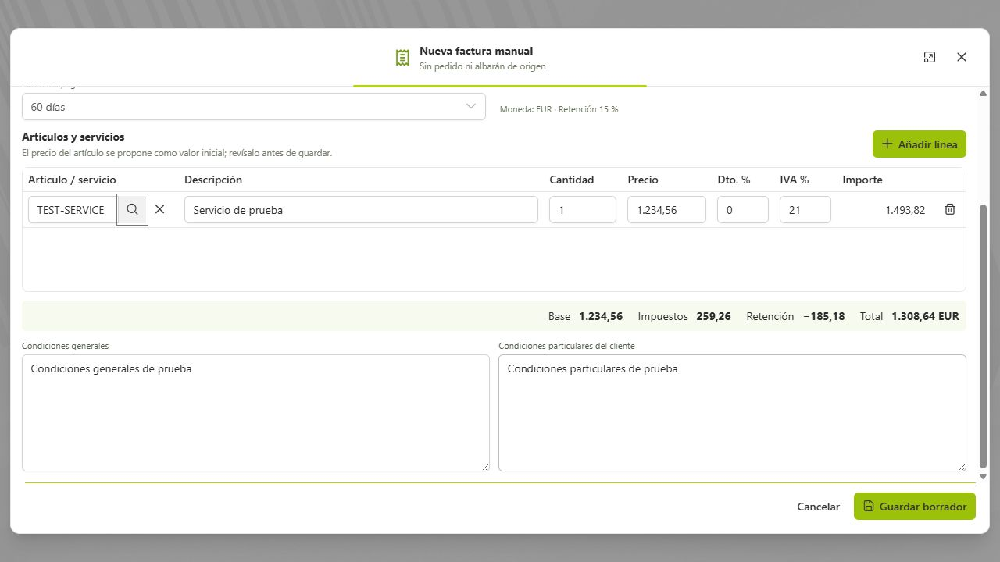 Nueva factura manual
Sin pedido ni albarán de origen
60 días
Moneda: EUR · Retención 15 %
Artículos y servicios
El precio del artículo se propone como valor inicial; revísalo antes de guardar.
Añadir línea
Artículo / servicio Descripción Cantidad Precio Dto. % IVA % Importe
TEST-SERVICE Servicio de prueba 1 1.234,56 0 21 1.493,82
Base 1.234,56 Impuestos 259,26 Retención −185,18 Total 1.308,64 EUR
Condiciones generales Condiciones particulares del cliente
Condiciones generales de prueba Condiciones particulares de prueba
Cancelar Guardar borrador